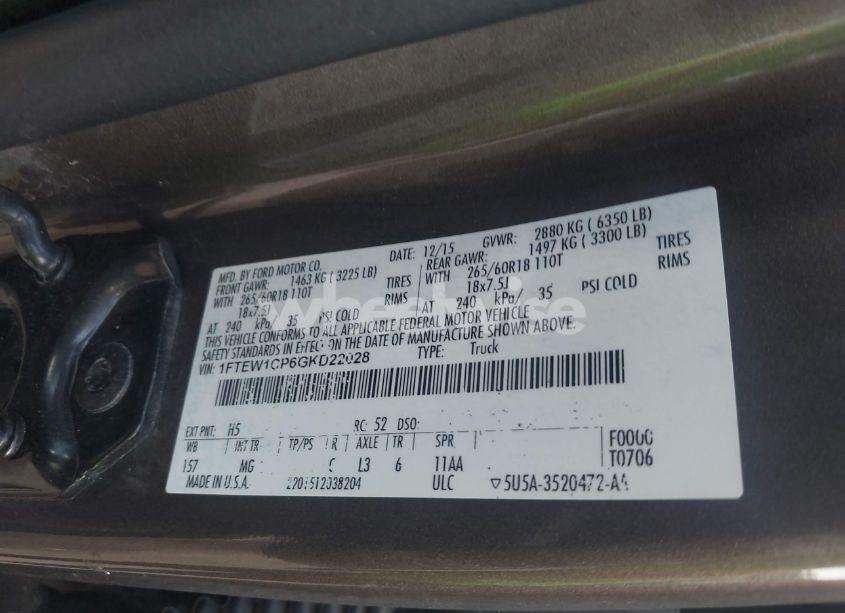 MFD. BY FORD MOTOR CO. DATE: 12/15 GVWR: 2880 KG ( 6350 LB)
FRONT GAWR: 1463 KG ( 3225 LB) REAR GAWR: 1497 KG ( 3300 LB)
WITH 265/60R18 110T TIRES WITH 265/60R18 110T TIRES
18x7.5J RIMS 18x7.5J RIMS
AT 240 kPa/ 35 PSI COLD AT 240 kPa/ 35 PSI COLD
THIS VEHICLE CONFORMS TO ALL APPLICABLE FEDERAL MOTOR VEHICLE
SAFETY STANDARDS IN EFFECT ON THE DATE OF MANUFACTURE SHOWN ABOVE.
VIN: 1FTEW1CP6GKD22028 TYPE: Truck
EXT PNT: H5 RC: 52 DSO:
WB INT TR TP/PS R AXLE TR SPR F0000
157 MG L3 6 11AA T0706
MADE IN U.S.A. ULC 5U5A-3520472-AA
wheelwise